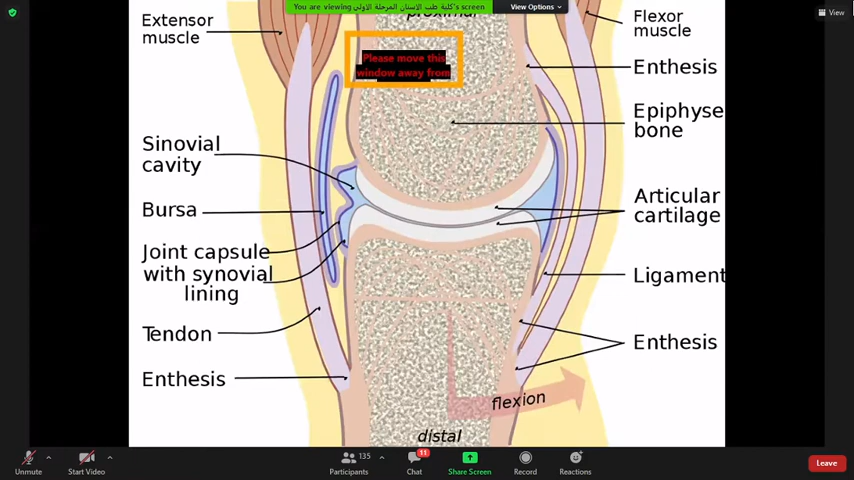 You are viewing كلية طب الاسنان المرحلة الاولى's screen
View Options
View
proximal
Extensor
muscle
Flexor
muscle
Please move this
window away from
Enthesis
Epiphyse
bone
Sinovial
cavity
Articular
cartilage
Bursa
Joint capsule
with synovial
lining
Ligament
Tendon
Enthesis
Enthesis
flexion
distal
Unmute
Start Video
135
Participants
11
Chat
Share Screen
Record
Reactions
Leave